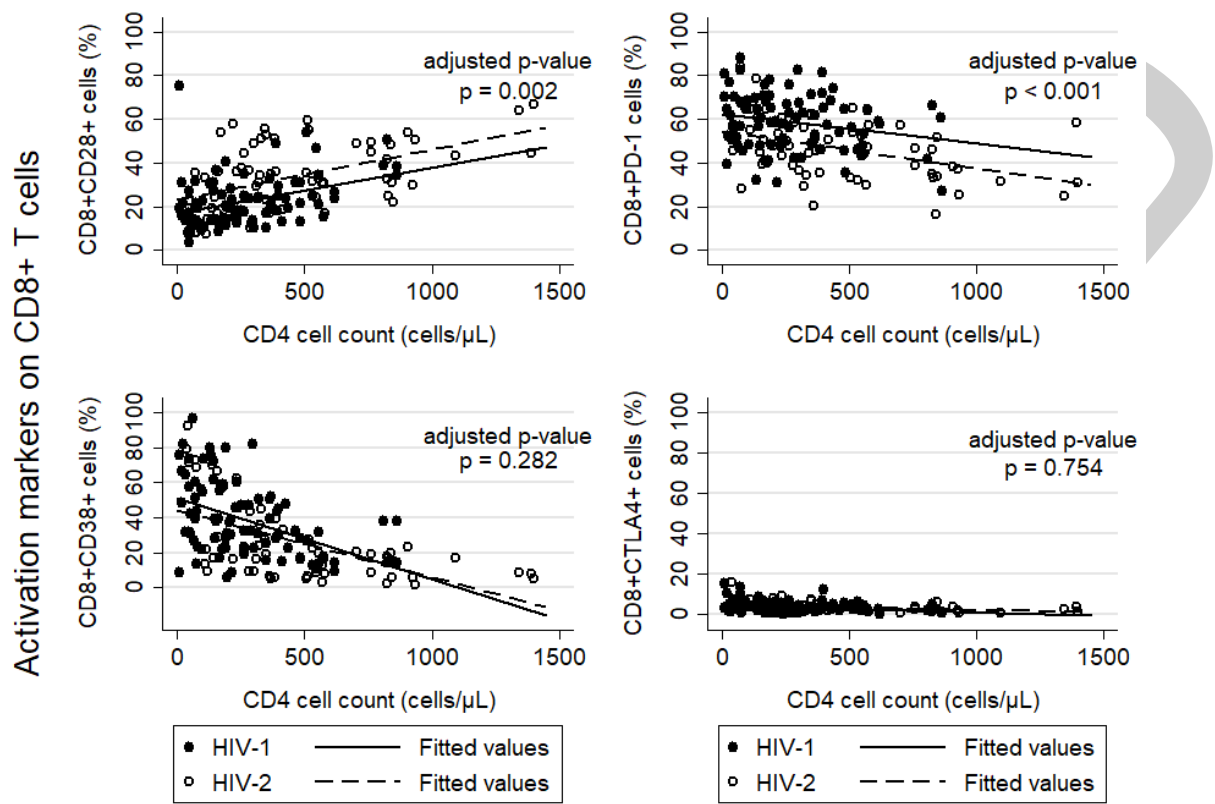 Activation markers on CD8+ T cells
CD8+CD28+ cells (%)
100
80
60
40
20
0
adjusted p-value
p = 0.002
0 500 1000 1500
CD4 cell count (cells/µL)
CD8+PD-1 cells (%)
100
80
60
40
20
0
adjusted p-value
p < 0.001
0 500 1000 1500
CD4 cell count (cells/µL)
CD8+CD38+ cells (%)
100
80
60
40
20
0
adjusted p-value
p = 0.282
0 500 1000 1500
CD4 cell count (cells/µL)
CD8+CTLA4+ cells (%)
100
80
60
40
20
0
adjusted p-value
p = 0.754
0 500 1000 1500
CD4 cell count (cells/µL)
HIV-1 Fitted values
HIV-2 Fitted values
HIV-1 Fitted values
HIV-2 Fitted values